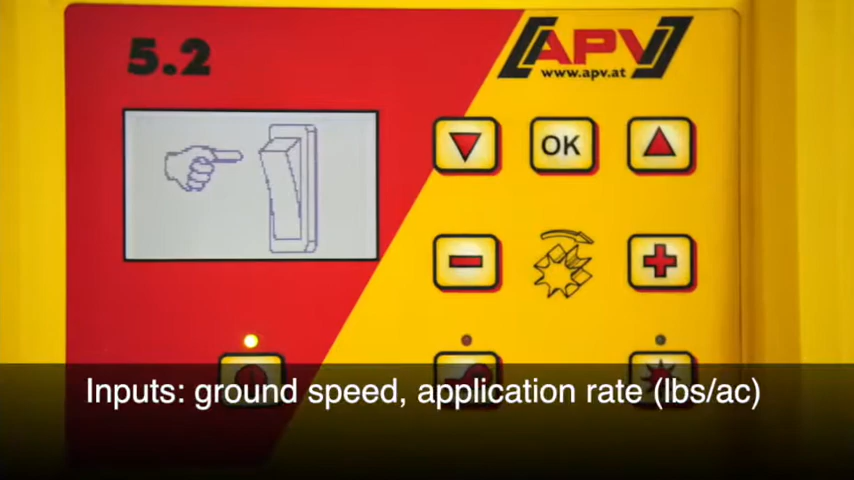 5.2
APV
www.apv.at
OK
Inputs: ground speed, application rate (lbs/ac)